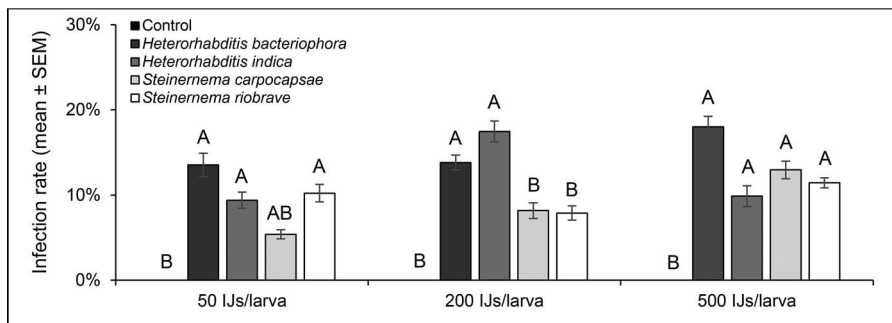 Infection rate (mean ± SEM)
30%
20%
10%
0%
Control
Heterorhabditis bacteriophora
Heterorhabditis indica
Steinernema carpocapsae
Steinernema riobrave
B A A AB A
B A A B B
B A A A A
50 IJs/larva 200 IJs/larva 500 IJs/larva